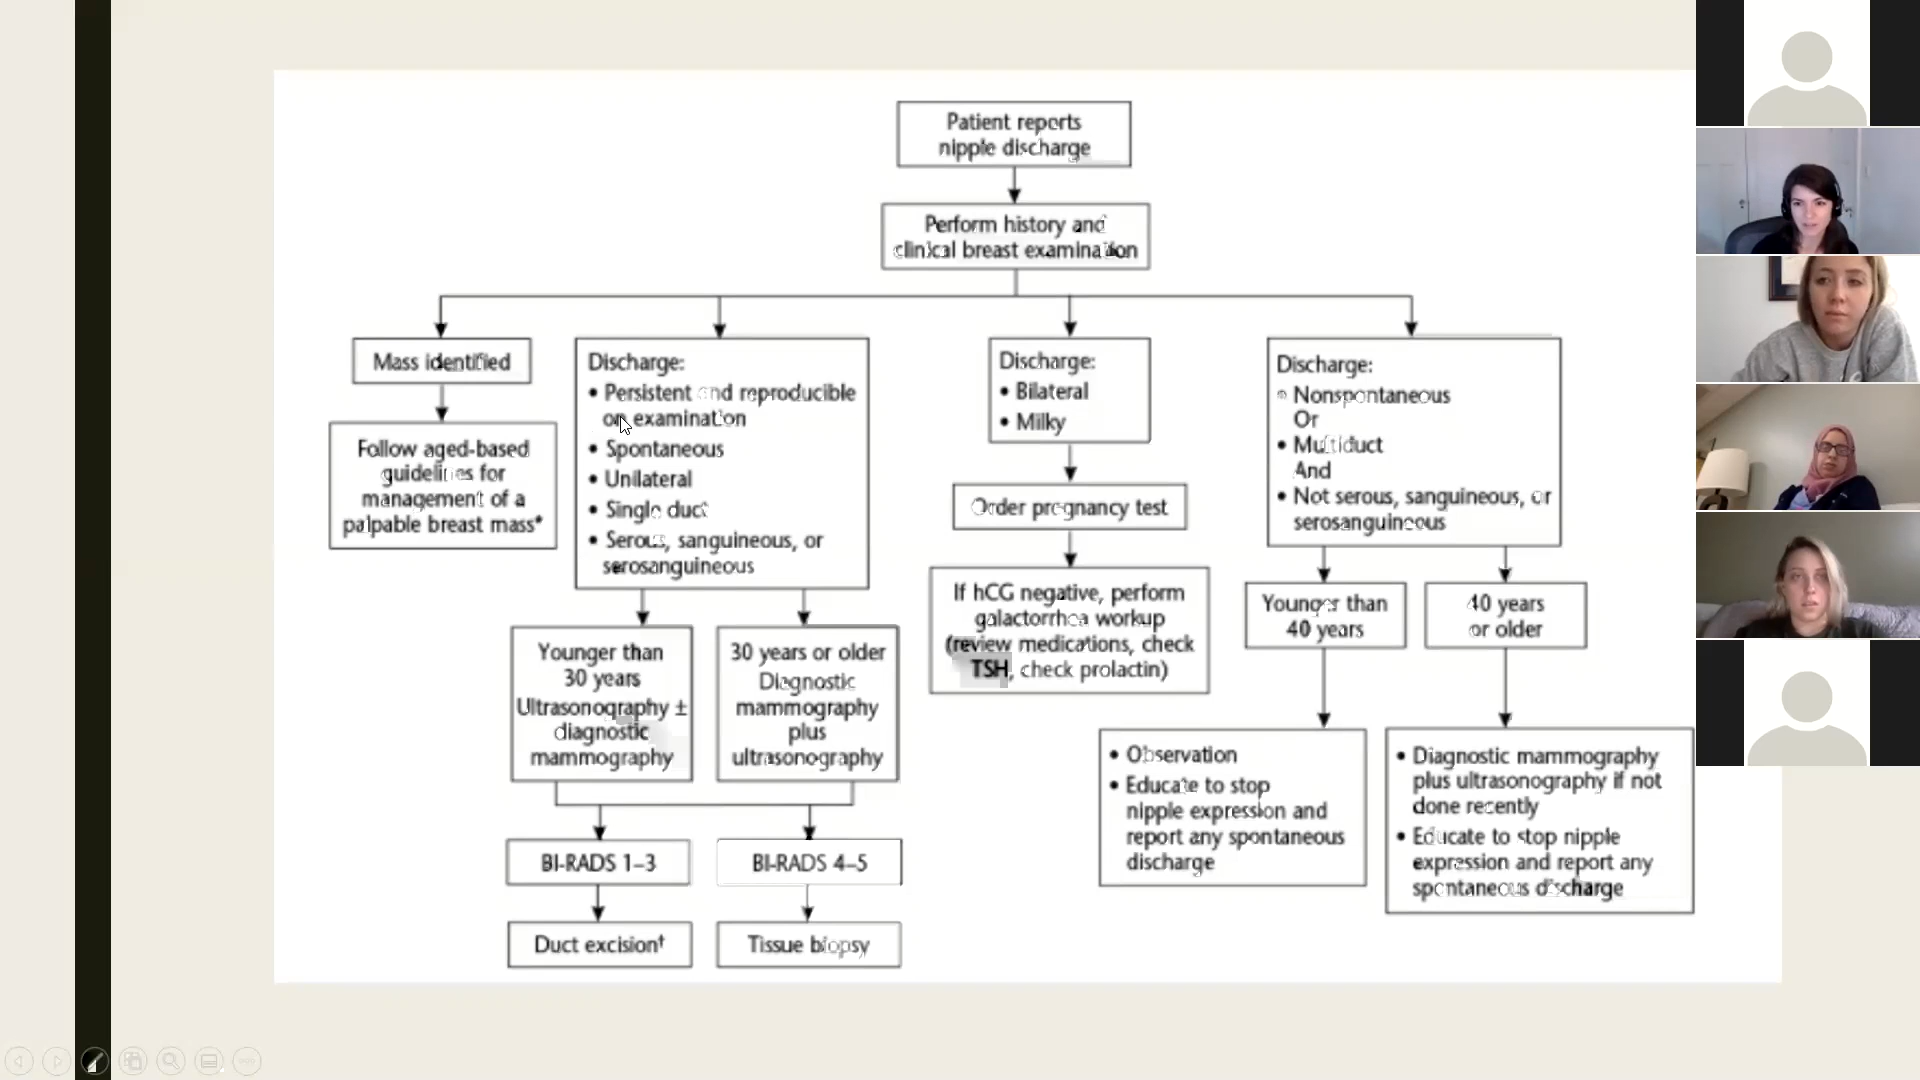 Patient reports
nipple discharge
Perform history and
clinical breast examination
Mass identified
Follow aged-based
guidelines for
management of a
palpable breast mass*
Discharge:
• Persistent and reproducible
on examination
• Spontaneous
• Unilateral
• Single duct
• Serous, sanguineous, or
serosanguineous
Younger than
30 years
Ultrasonography ±
diagnostic
mammography
30 years or older
Diagnostic
mammography
plus
ultrasonography
BI-RADS 1–3
BI-RADS 4–5
Duct excision†
Tissue biopsy
Discharge:
• Bilateral
• Milky
Order pregnancy test
If hCG negative, perform
galactorrhea workup
(review medications, check
TSH, check prolactin)
Discharge:
• Nonspontaneous
Or
• Multiduct
And
• Not serous, sanguineous, or
serosanguineous
Younger than
40 years
40 years
or older
• Observation
• Educate to stop
nipple expression and
report any spontaneous
discharge
• Diagnostic mammography
plus ultrasonography if not
done recently
• Educate to stop nipple
expression and report any
spontaneous discharge